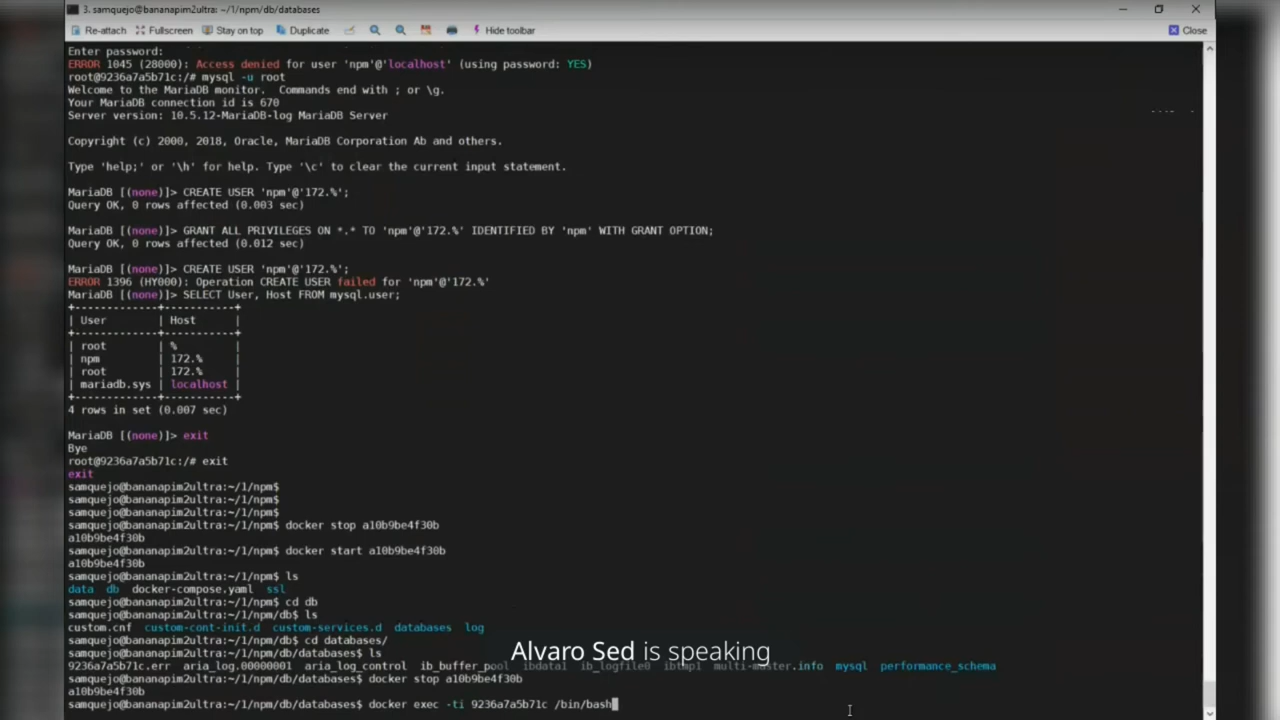 3. samquejo@bananapim2ultra: ~/1/npm/db/databases
Re-attach Fullscreen Stay on top Duplicate Hide toolbar Close
Enter password:
ERROR 1045 (28000): Access denied for user 'npm'@'localhost' (using password: YES)
root@9236a7a5b71c:/# mysql -u root
Welcome to the MariaDB monitor.  Commands end with ; or \g.
Your MariaDB connection id is 670
Server version: 10.5.12-MariaDB-log MariaDB Server
Copyright (c) 2000, 2018, Oracle, MariaDB Corporation Ab and others.
Type 'help;' or '\h' for help. Type '\c' to clear the current input statement.
MariaDB [(none)]> CREATE USER 'npm'@'172.%';
Query OK, 0 rows affected (0.003 sec)
MariaDB [(none)]> GRANT ALL PRIVILEGES ON *.* TO 'npm'@'172.%' IDENTIFIED BY 'npm' WITH GRANT OPTION;
Query OK, 0 rows affected (0.012 sec)
MariaDB [(none)]> CREATE USER 'npm'@'172.%';
ERROR 1396 (HY000): Operation CREATE USER failed for 'npm'@'172.%'
MariaDB [(none)]> SELECT User, Host FROM mysql.user;
+-------------+-----------+
| User        | Host      |
+-------------+-----------+
| root        | %         |
| npm         | 172.%     |
| root        | 172.%     |
| mariadb.sys | localhost |
+-------------+-----------+
4 rows in set (0.007 sec)
MariaDB [(none)]> exit
Bye
root@9236a7a5b71c:/# exit
exit
samquejo@bananapim2ultra:~/1/npm$
samquejo@bananapim2ultra:~/1/npm$
samquejo@bananapim2ultra:~/1/npm$
samquejo@bananapim2ultra:~/1/npm$ docker stop a10b9be4f30b
a10b9be4f30b
samquejo@bananapim2ultra:~/1/npm$ docker start a10b9be4f30b
a10b9be4f30b
samquejo@bananapim2ultra:~/1/npm$ ls
data  db  docker-compose.yaml  ssl
samquejo@bananapim2ultra:~/1/npm$ cd db
samquejo@bananapim2ultra:~/1/npm/db$ ls
custom.cnf  custom-cont-init.d  custom-services.d  databases  log
samquejo@bananapim2ultra:~/1/npm/db$ cd databases/
samquejo@bananapim2ultra:~/1/npm/db/databases$ ls
Alvaro Sed is speaking
9236a7a5b71c.err  aria_log.00000001  aria_log_control  ib_buffer_pool  ibdata1  ib_logfile0  ibtmp1  multi-master.info  mysql  performance_schema
samquejo@bananapim2ultra:~/1/npm/db/databases$ docker stop a10b9be4f30b
a10b9be4f30b
samquejo@bananapim2ultra:~/1/npm/db/databases$ docker exec -ti 9236a7a5b71c /bin/bash